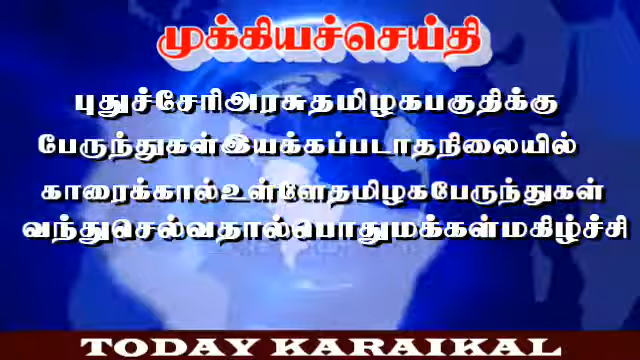 முக்கியச்செய்தி
புதுச்சேரிஅரசுதமிழகபகுதிக்கு
பேருந்துகள்இயக்கப்படாதநிலையில்
காரைக்கால்உள்ளேதமிழகபேருந்துகள்
வந்துசெல்வதால்பொதுமக்கள்மகிழ்ச்சி
TODAY KARAIKAL